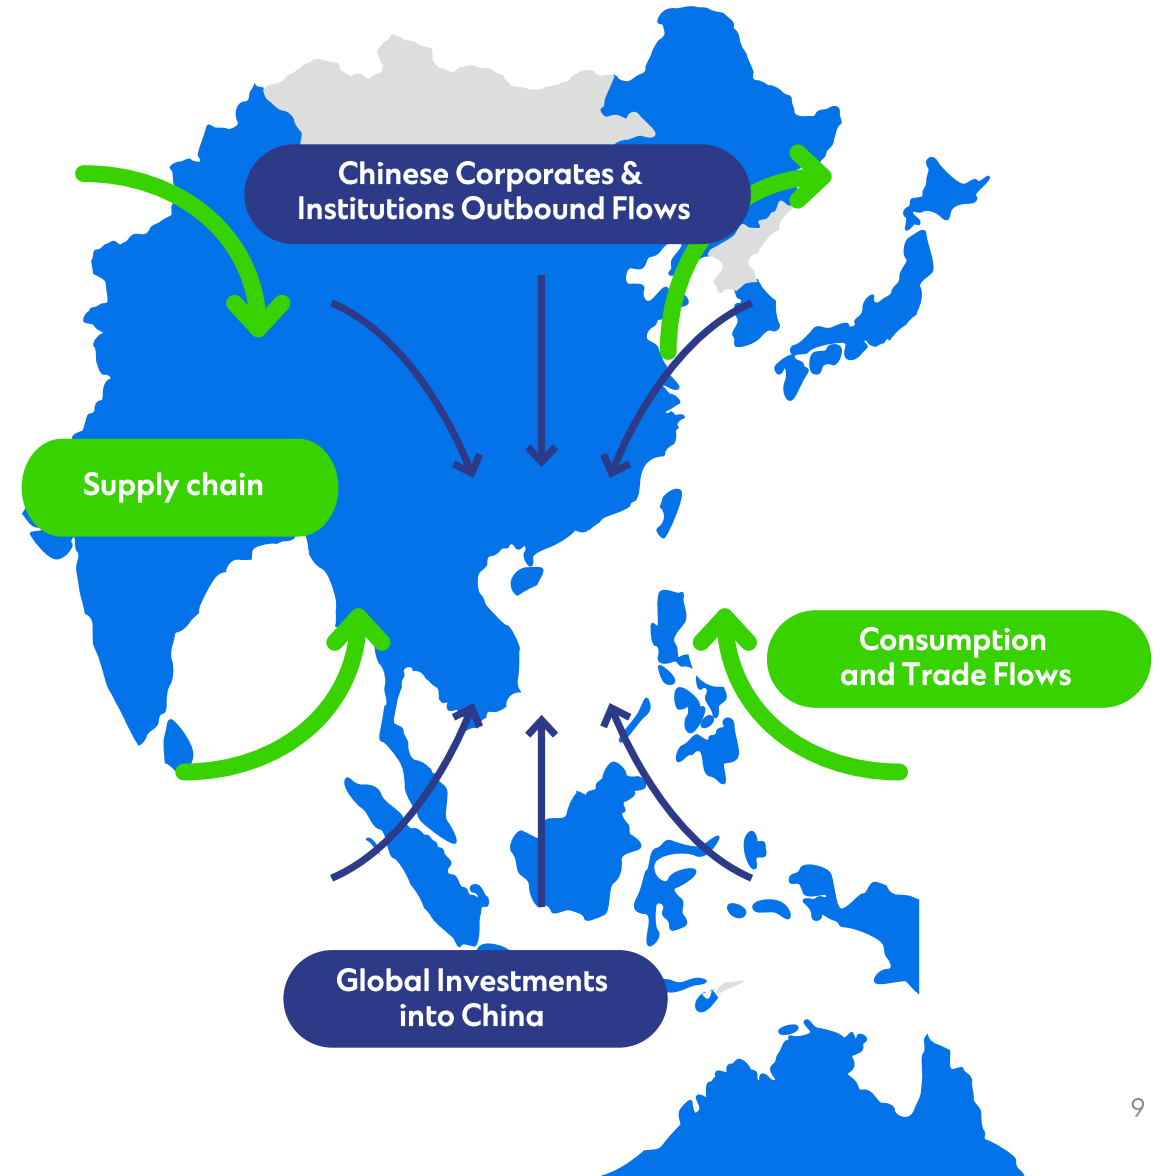 Chinese Corporates &
Institutions Outbound Flows
Supply chain
Consumption
and Trade Flows
Global Investments
into China
9